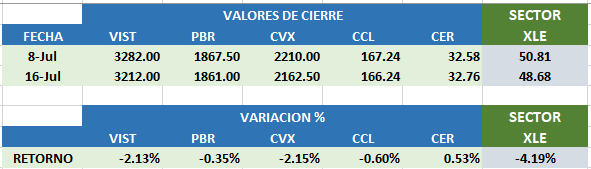 VALORES DE CIERRE SECTOR
FECHA VIST PBR CVX CCL CER XLE
8-Jul 3282.00 1867.50 2210.00 167.24 32.58 50.81
16-Jul 3212.00 1861.00 2162.50 166.24 32.76 48.68
VARIACION % SECTOR
VIST PBR CVX CCL CER XLE
RETORNO -2.13% -0.35% -2.15% -0.60% 0.53% -4.19%